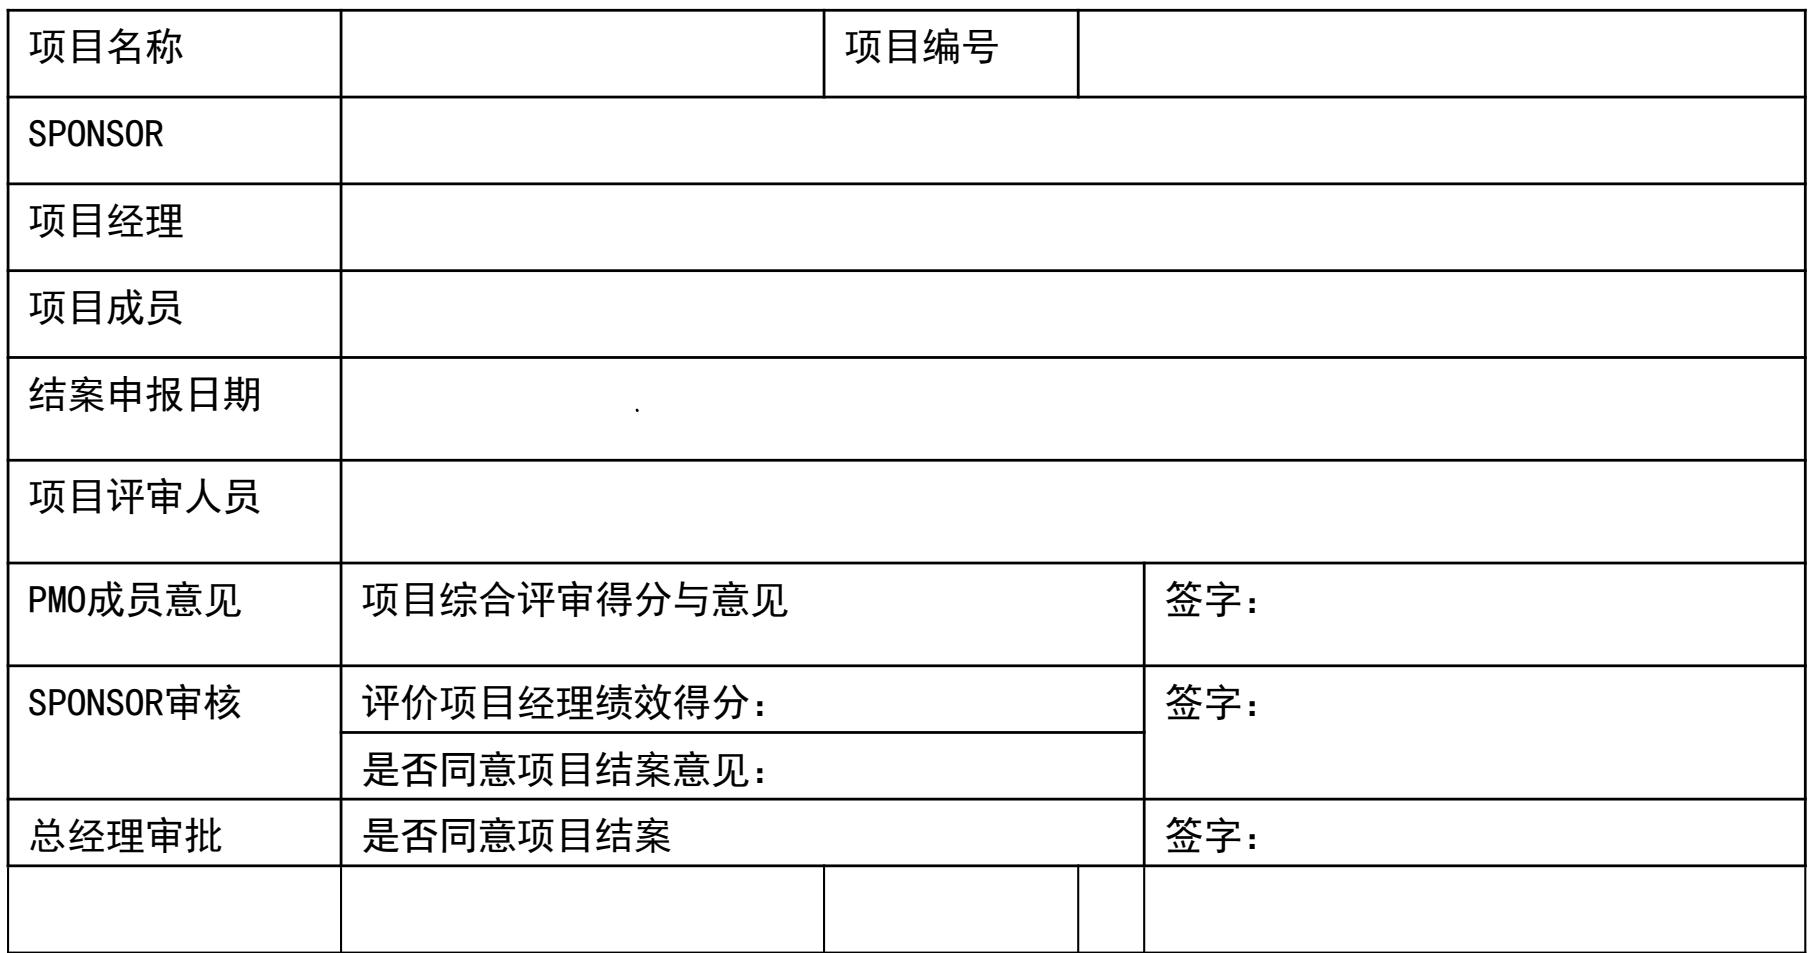 项目名称 项目编号
SPONSOR
项目经理
项目成员
结案申报日期
项目评审人员
PMO成员意见 项目综合评审得分与意见 签字：
SPONSOR审核 评价项目经理绩效得分： 签字：
是否同意项目结案意见：
总经理审批 是否同意项目结案 签字：